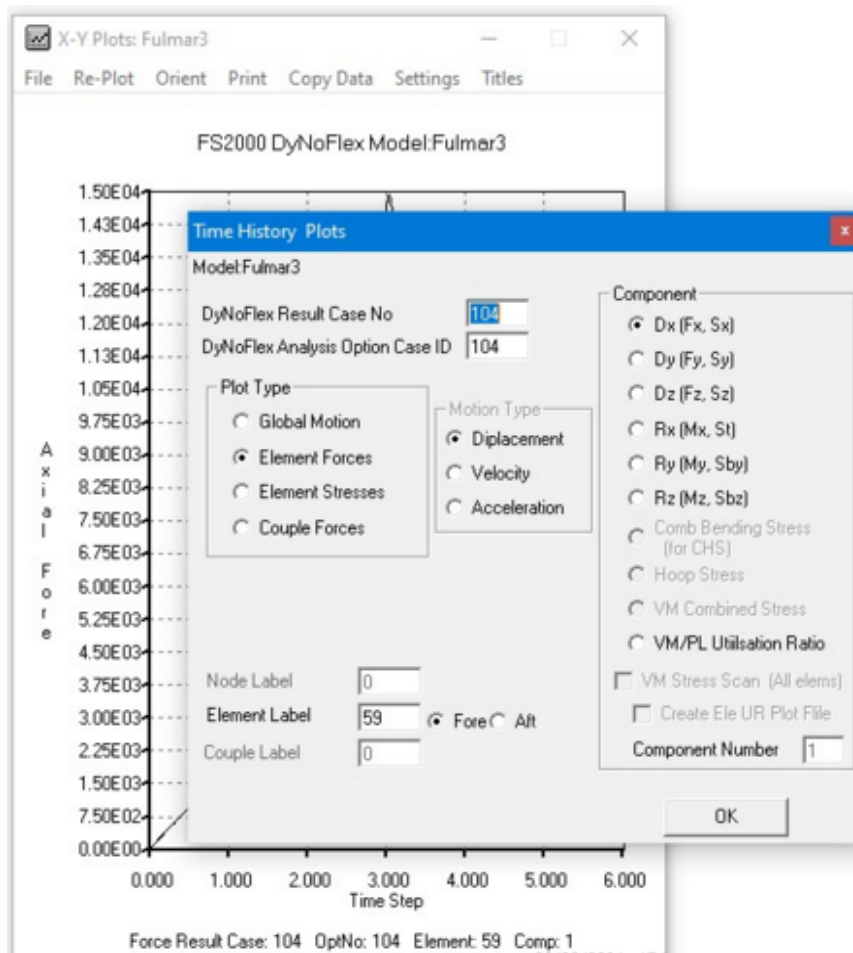 X-Y Plots: Fulmar3
File Re-Plot Orient Print Copy Data Settings Titles
FS2000 DyNoFlex Model:Fulmar3
1.50E04
1.43E04
1.35E04
1.28E04
1.20E04
1.13E04
1.05E04
9.75E03
9.00E03
8.25E03
7.50E03
6.75E03
6.00E03
5.25E03
4.50E03
3.75E03
3.00E03
2.25E03
1.50E03
7.50E02
0.00E00
Axial Fore
0.000 1.000 2.000 3.000 4.000 5.000 6.000
Time Step
Force Result Case: 104 OptNo: 104 Element: 59 Comp: 1
Time History Plots
x
Model:Fulmar3
DyNoFlex Result Case No 104
DyNoFlex Analysis Option Case ID 104
Plot Type
Global Motion
Element Forces
Element Stresses
Couple Forces
Motion Type
Diplacement
Velocity
Acceleration
Node Label 0
Element Label 59 Fore Aft
Couple Label 0
Component
Dx (Fx, Sx)
Dy (Fy, Sy)
Dz (Fz, Sz)
Rx (Mx, St)
Ry (My, Sby)
Rz (Mz, Sbz)
Comb Bending Stress
(for CHS)
Hoop Stress
VM Combined Stress
VM/PL Utiilsation Ratio
VM Stress Scan (All elems)
Create Ele UR Plot Flile
Component Number 1
OK